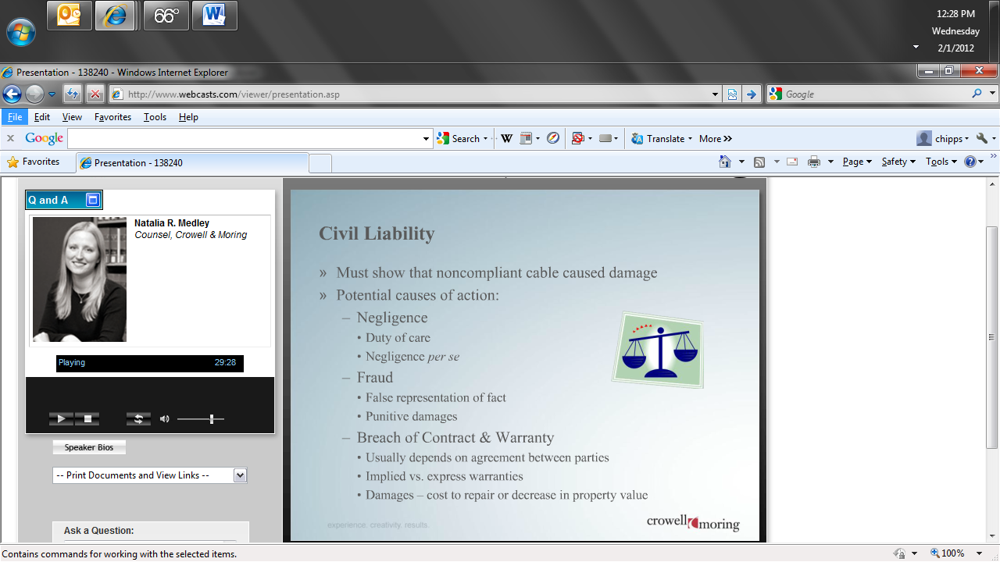 66°
12:28 PM
Wednesday
2/1/2012
Presentation - 138240 - Windows Internet Explorer
http://www.webcasts.com/viewer/presentation.asp
Google
File Edit View Favorites Tools Help
x Google Search W Translate More >>
chipps
Favorites Presentation - 138240 Page Safety Tools
Q and A
Natalia R. Medley
Counsel, Crowell & Moring
Playing 29:28
Speaker Bios
-- Print Documents and View Links --
Ask a Question:
Civil Liability
» Must show that noncompliant cable caused damage
» Potential causes of action:
– Negligence
• Duty of care
• Negligence per se
– Fraud
• False representation of fact
• Punitive damages
– Breach of Contract & Warranty
• Usually depends on agreement between parties
• Implied vs. express warranties
• Damages – cost to repair or decrease in property value
experience. creativity. results.
crowell moring
Contains commands for working with the selected items.
100%